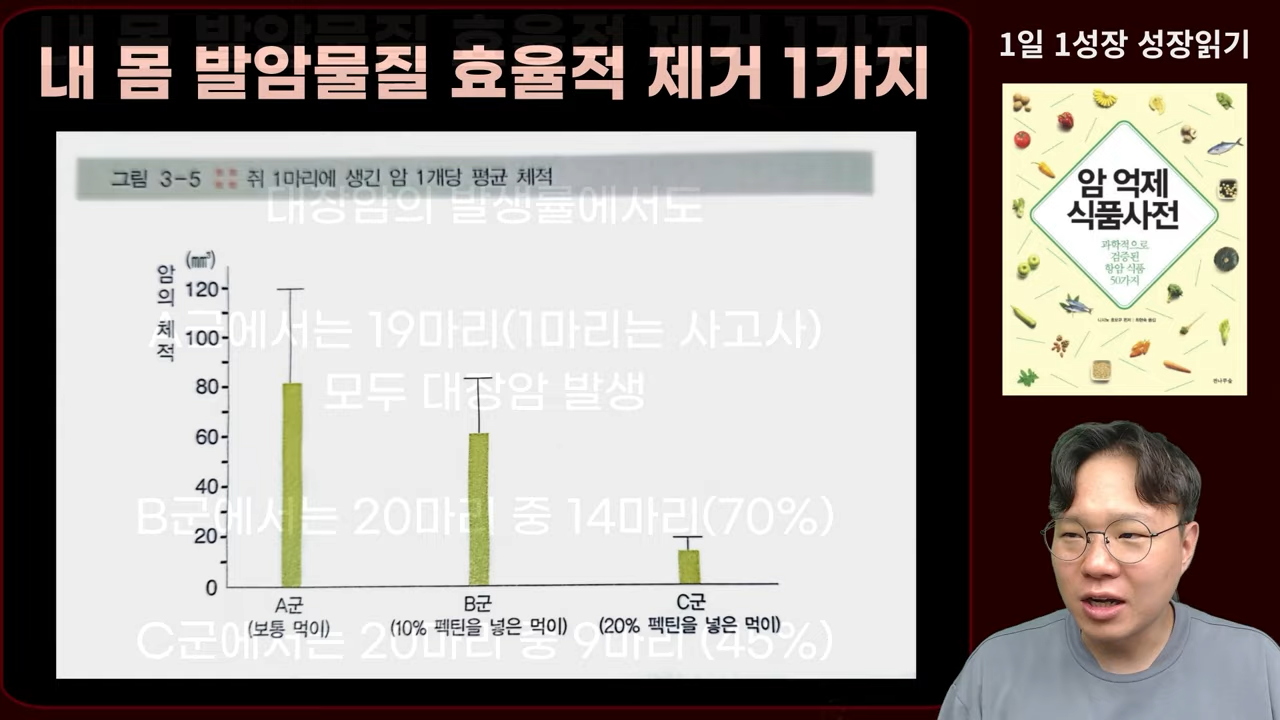 내 몸 발암물질 효율적 제거 1가지
그림 3-5 쥐 1마리에 생긴 암 1개당 평균 체적
대장암의 발생률에서도
(㎣)
암의 체적
120
100
80
60
40
20
0
A군에서는 19마리(1마리는 사고사)
모두 대장암 발생
B군에서는 20마리 중 14마리(70%)
A군
(보통 먹이)
B군
(10% 펙틴을 넣은 먹이)
C군
(20% 펙틴을 넣은 먹이)
C군에서는 20마리 중 9마리(45%)
1일 1성장 성장읽기
암 억제
식품사전
과학적으로
검증된
항암 식품
50가지
전나무숲